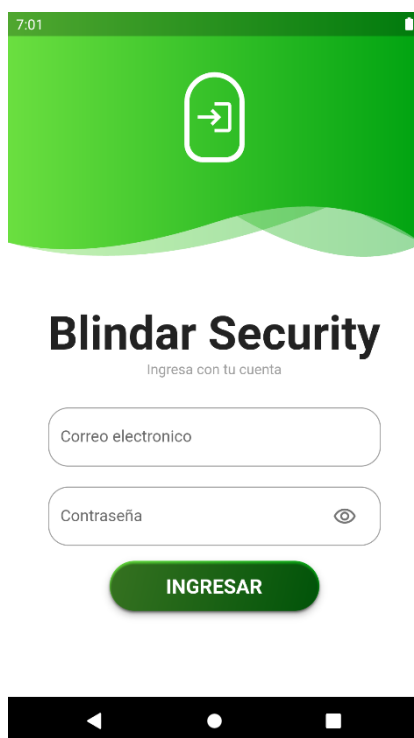 7:01
Blindar Security
Ingresa con tu cuenta
Correo electronico
Contraseña
INGRESAR